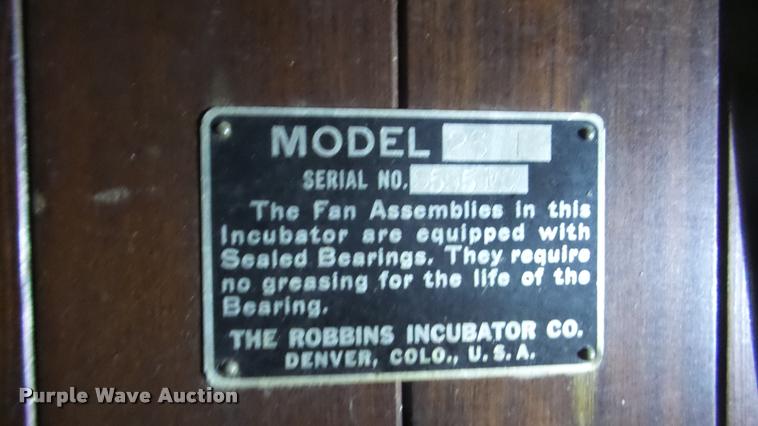 MODEL
SERIAL NO.
The Fan Assemblies in this
Incubator are equipped with
Sealed Bearings. They require
no greasing for the life of the
Bearing.
THE ROBBINS INCUBATOR CO.
DENVER, COLO., U.S.A.
Purple Wave Auction